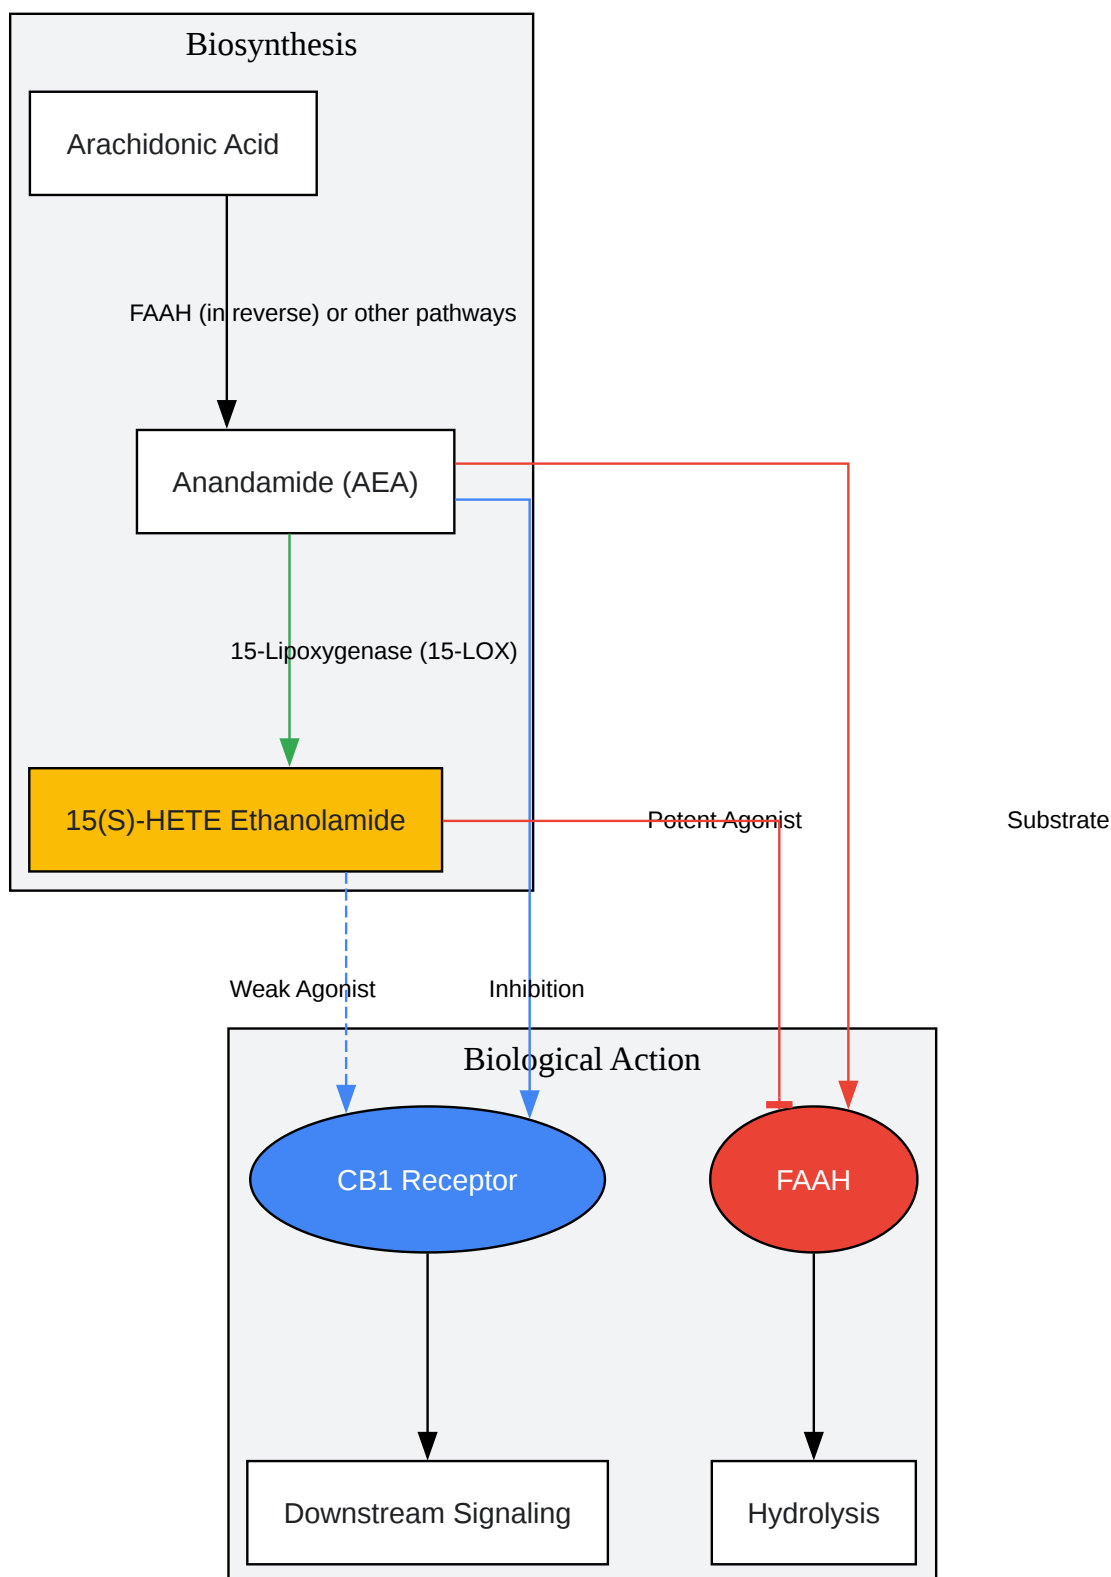 Biosynthesis
Arachidonic Acid
FAAH (in reverse) or other pathways
Anandamide (AEA)
15-Lipoxygenase (15-LOX)
15(S)-HETE Ethanolamide
Potent Agonist
Substrate
Weak Agonist
Inhibition
Biological Action
CB1 Receptor
FAAH
Downstream Signaling
Hydrolysis